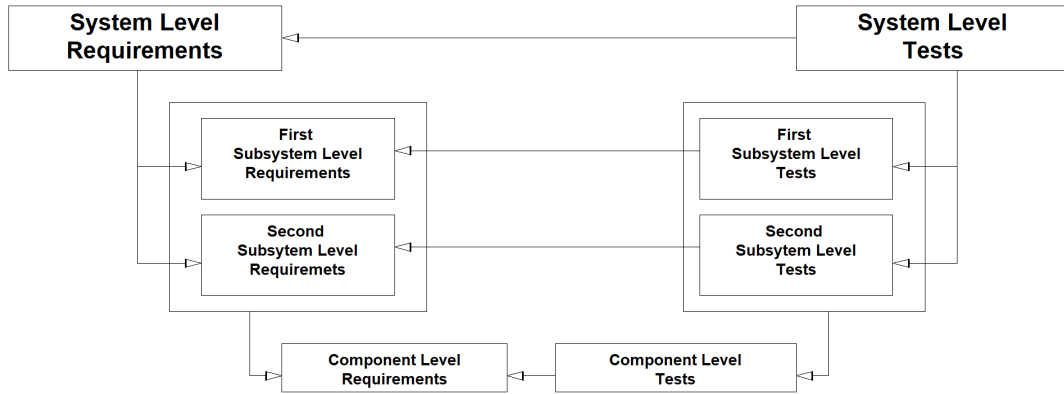 System Level
Requirements
System Level
Tests
First
Subsystem Level
Requirements
First
Subsystem Level
Tests
Second
Subsytem Level
Requiremets
Second
Subsytem Level
Tests
Component Level
Requirements
Component Level
Tests